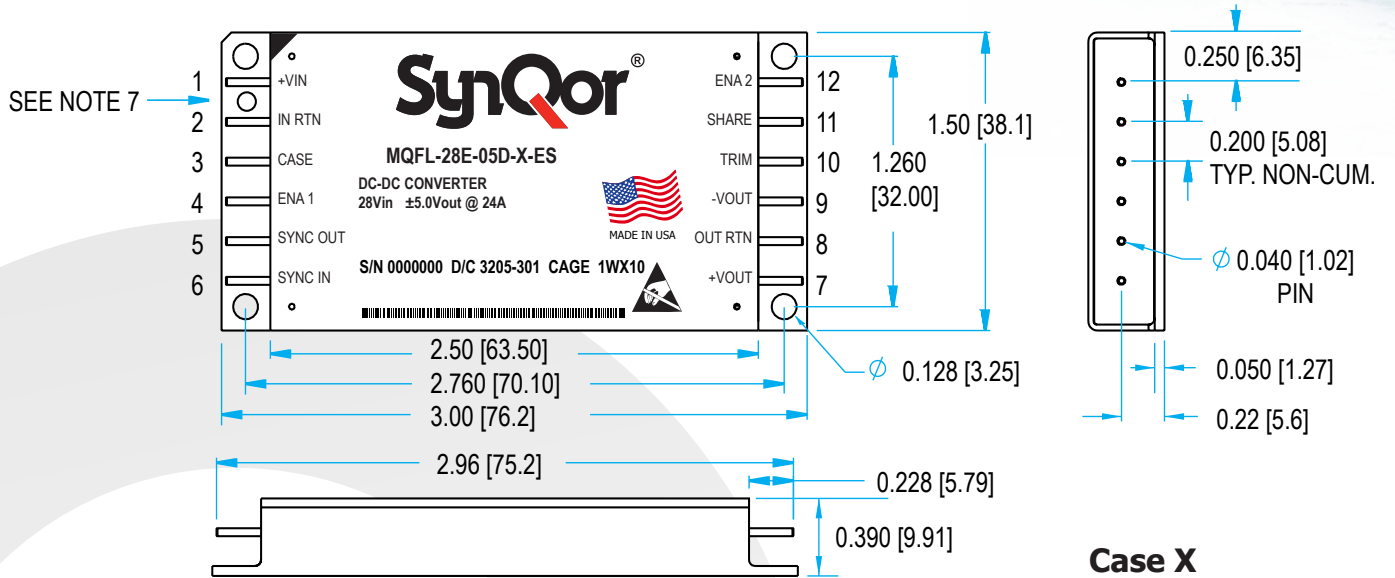 SynQor®
MQFL-28E-05D-X-ES
DC-DC CONVERTER
28Vin ±5.0Vout @ 24A
MADE IN USA
S/N 0000000 D/C 3205-301 CAGE 1WX10
SEE NOTE 7
1 +VIN
2 IN RTN
3 CASE
4 ENA 1
5 SYNC OUT
6 SYNC IN
ENA 2 12
SHARE 11
TRIM 10
-VOUT 9
OUT RTN 8
+VOUT 7
1.50 [38.1]
1.260
[32.00]
2.50 [63.50]
2.760 [70.10]
3.00 [76.2]
∅ 0.128 [3.25]
0.250 [6.35]
0.200 [5.08]
TYP. NON-CUM.
∅ 0.040 [1.02]
PIN
0.050 [1.27]
0.22 [5.6]
2.96 [75.2]
0.228 [5.79]
0.390 [9.91]
Case X